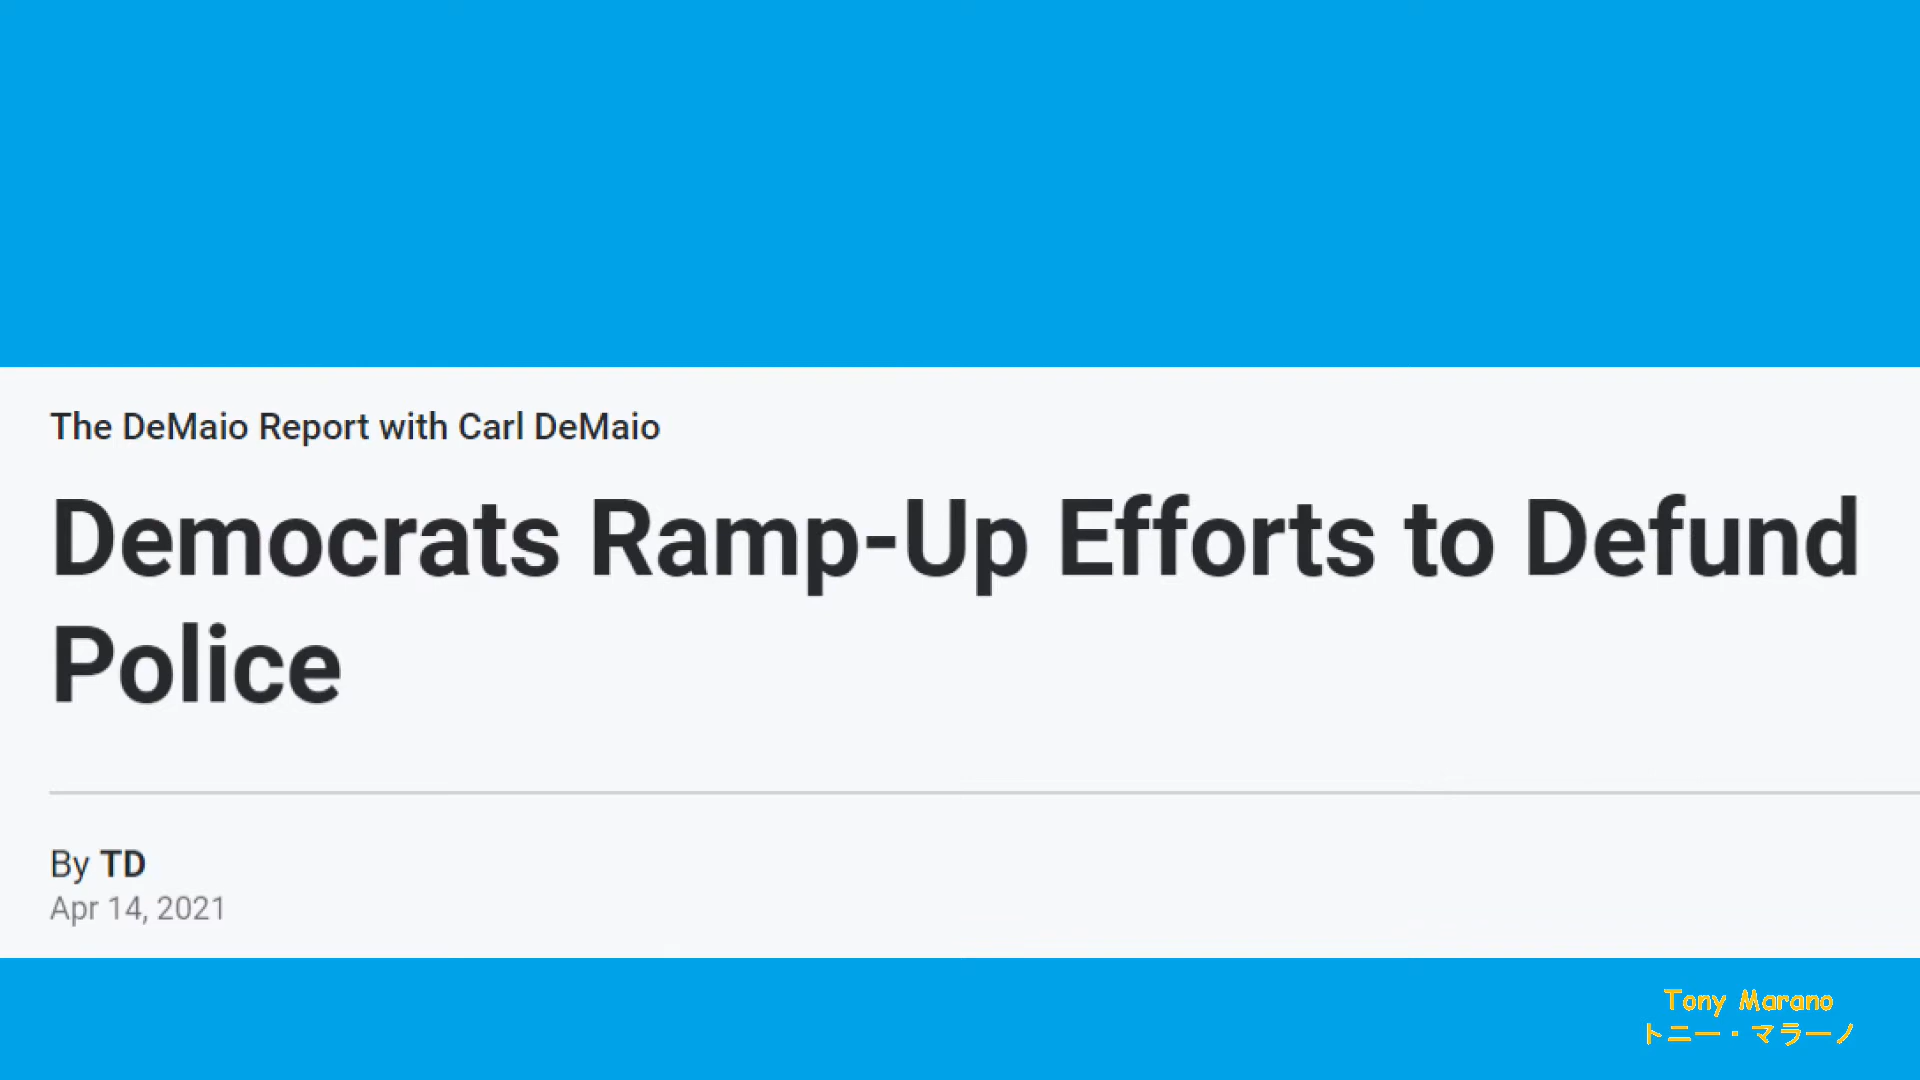 The DeMaio Report with Carl DeMaio
Democrats Ramp-Up Efforts to Defund
Police
By TD
Apr 14, 2021
Tony Marano
トニー・マラーノ